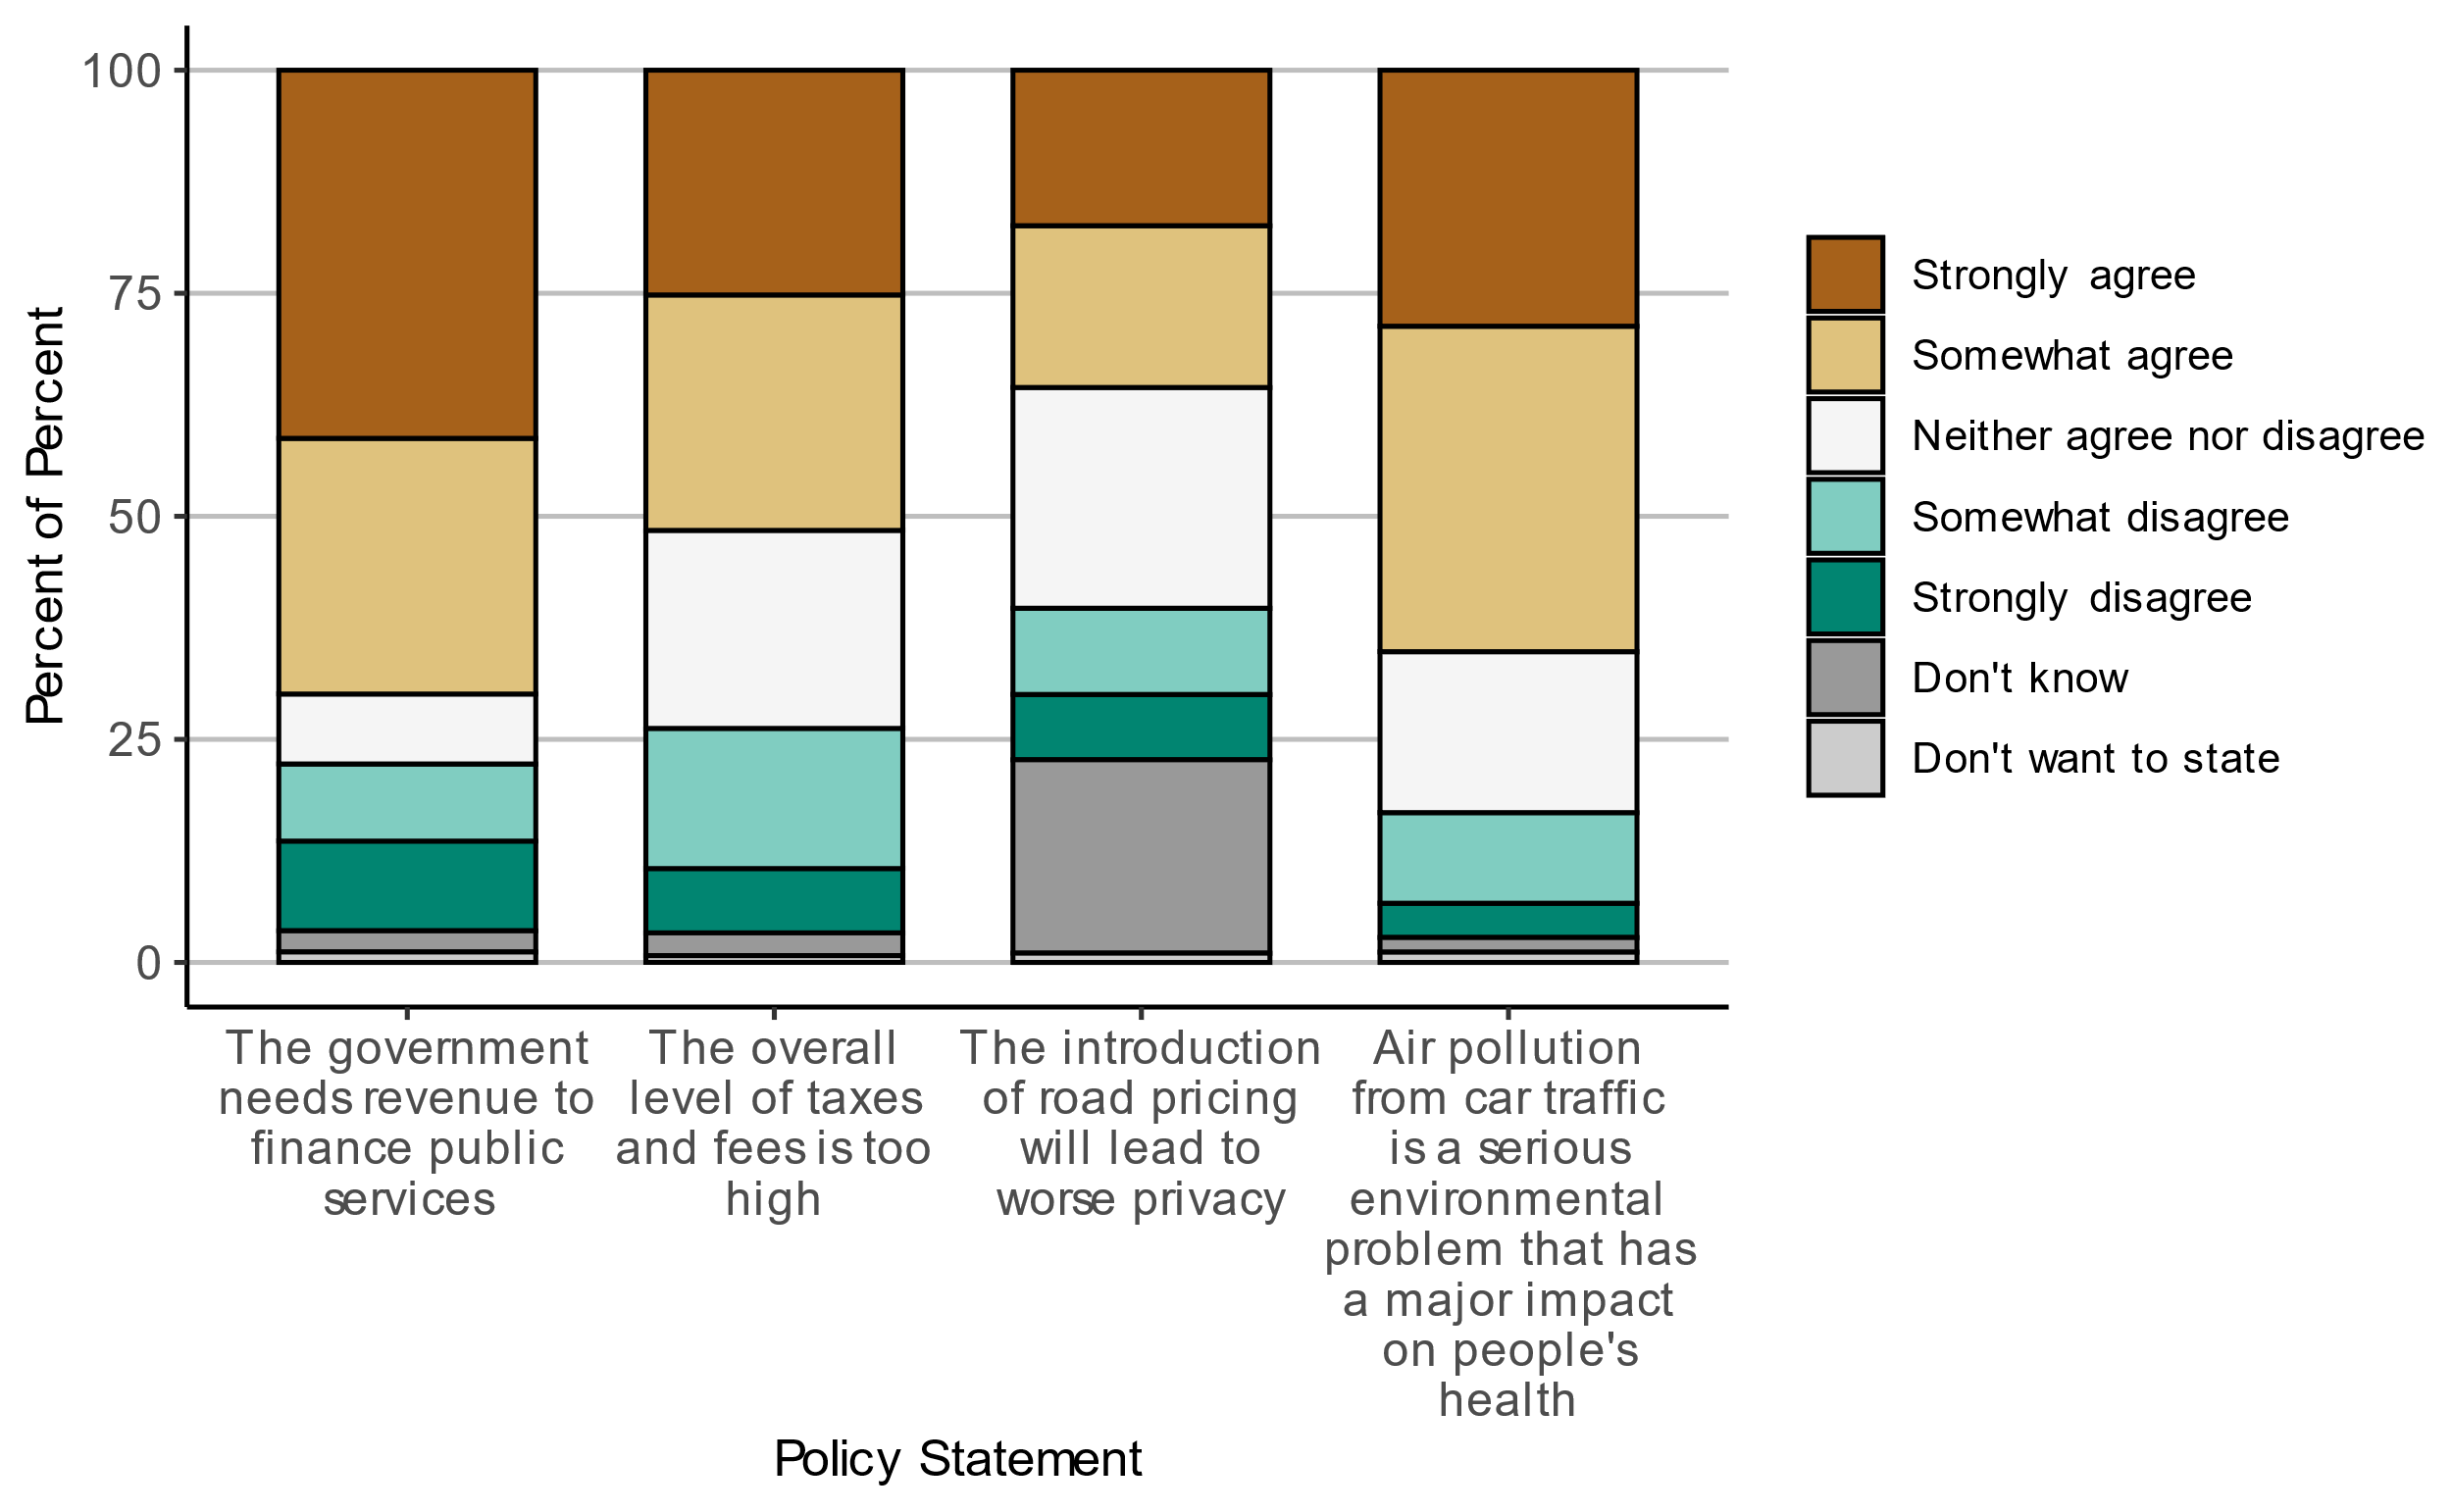 Percent of Percent
100
75
50
25
0
The government
needs revenue to
finance public
services
The overall
level of taxes
and fees is too
high
The introduction
of road pricing
will lead to
worse privacy
Air pollution
from car traffic
is a serious
environmental
problem that has
a major impact
on people's
health
Policy Statement
Strongly agree
Somewhat agree
Neither agree nor disagree
Somewhat disagree
Strongly disagree
Don't know
Don't want to state